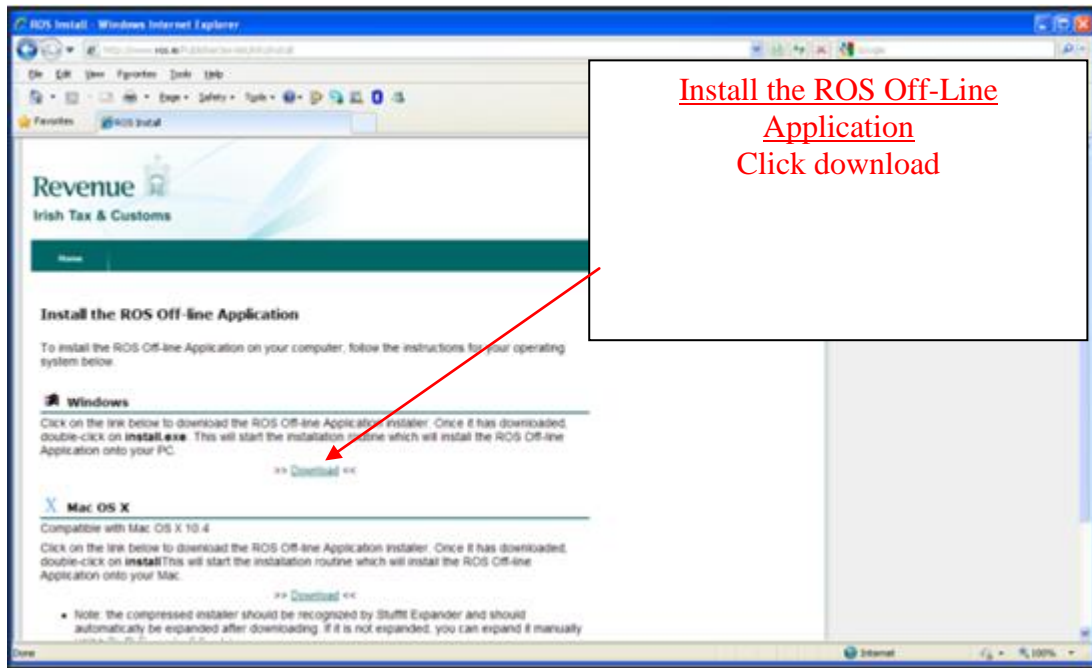 ROS Install - Windows Internet Explorer
File Edit View Favorites Tools Help
Page Safety Tools
Favorites ROS Install
Install the ROS Off-Line
Application
Click download
Revenue
Irish Tax & Customs
Home
Install the ROS Off-line Application
To install the ROS Off-line Application on your computer, follow the instructions for your operating
system below.
Windows
Click on the link below to download the ROS Off-line Application installer. Once it has downloaded,
double-click on install.exe. This will start the installation routine which will install the ROS Off-line
Application onto your PC.
>> Download <<
X Mac OS X
Compatible with Mac OS X 10.4
Click on the link below to download the ROS Off-line Application installer. Once it has downloaded,
double-click on installThis will start the installation routine which will install the ROS Off-line
Application onto your Mac.
>> Download <<
• Note: the compressed installer should be recognized by StuffIt Expander and should
automatically be expanded after downloading. If it is not expanded, you can expand it manually
Done Internet 100%